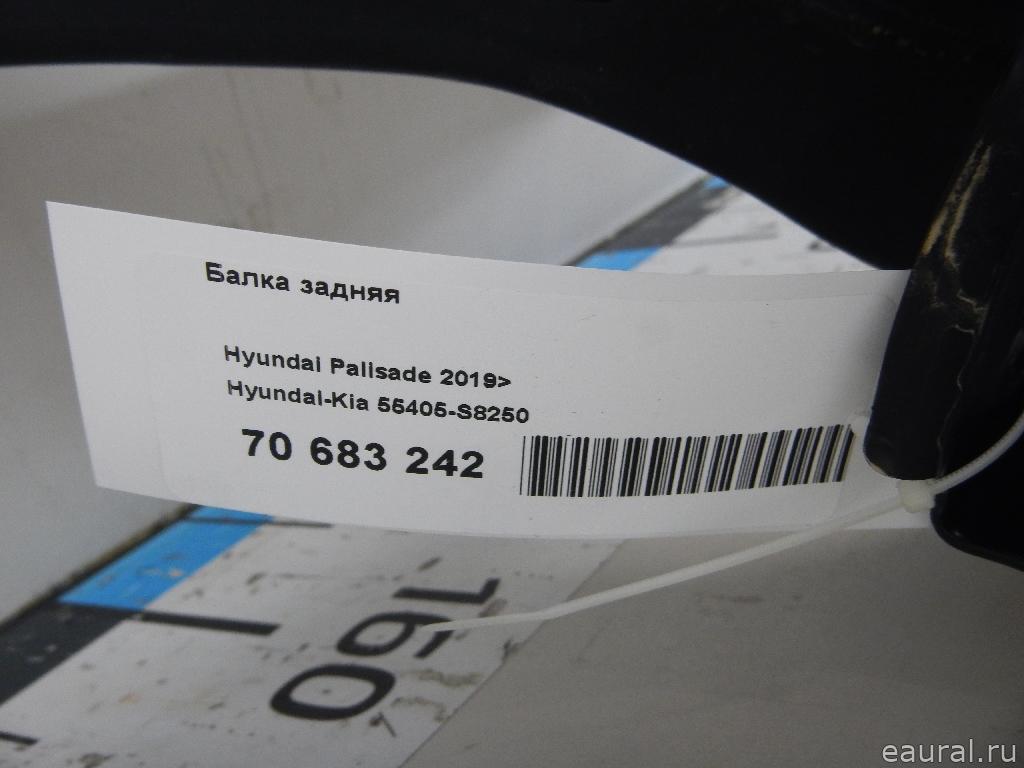 Балка задняя
Hyundai Palisade 2019>
Hyundai-Kia 55405-S8250
70 683 242
160
eaural.ru